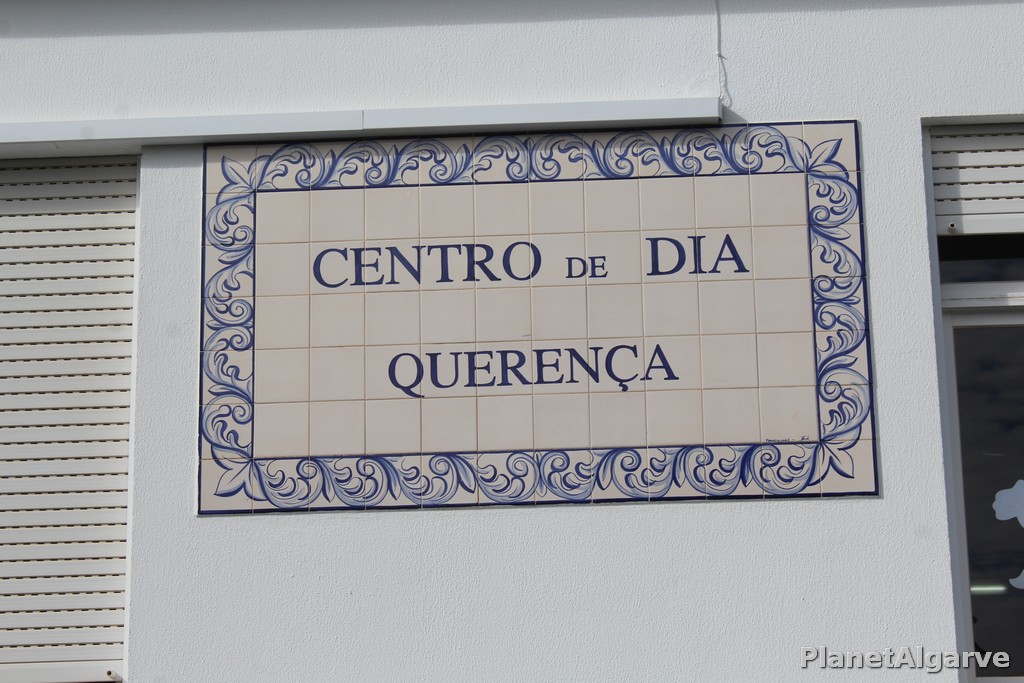 CENTRO DE DIA
QUERENÇA
PlanetAlgarve